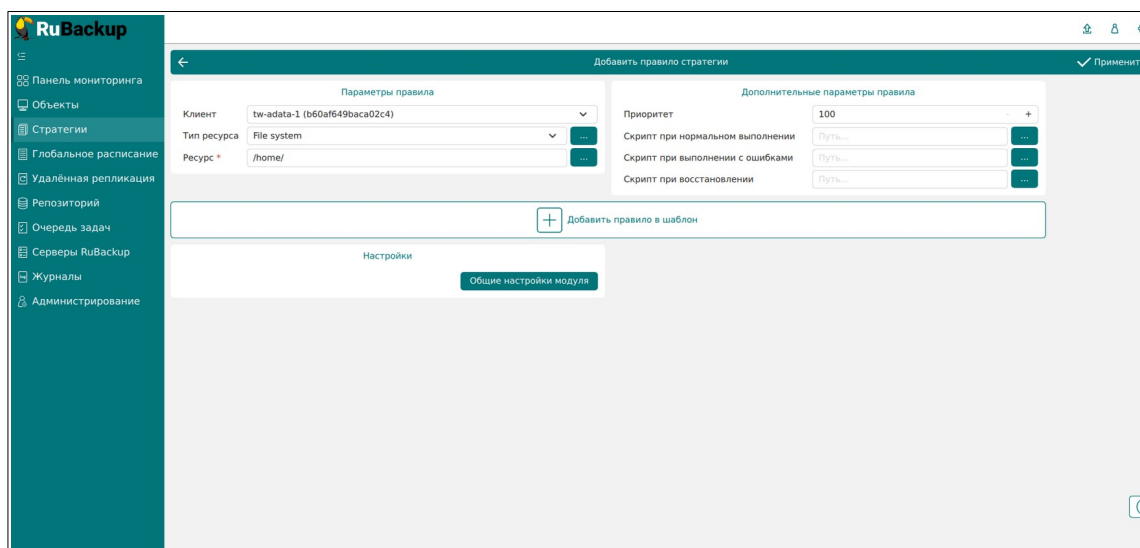 RuBackup
Добавить правило стратегии
Применит
Панель мониторинга
Объекты
Стратегии
Глобальное расписание
Удалённая репликация
Репозиторий
Очередь задач
Серверы RuBackup
Журналы
Администрирование
Параметры правила
Клиент tw-adata-1 (b60af649baca02c4)
Тип ресурса File system ...
Ресурс * /home/ ...
Дополнительные параметры правила
Приоритет 100 - +
Скрипт при нормальном выполнении Путь... ...
Скрипт при выполнении с ошибками Путь... ...
Скрипт при восстановлении Путь... ...
Добавить правило в шаблон
Настройки
Общие настройки модуля